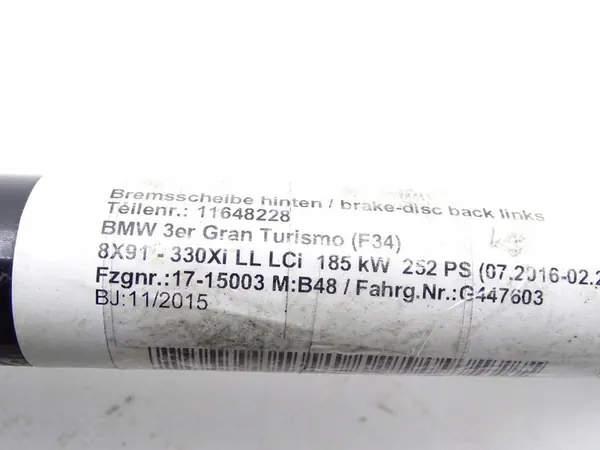 Bremsscheibe hinten / brake-disc back links
Teilenr.: 11648228
BMW 3er Gran Turismo (F34)
8X91 - 330Xi LL LCi 185 kW 252 PS (07.2016-02.2
Fzgnr.:17-15003 M:B48 / Fahrg.Nr.:G447603
BJ:11/2015